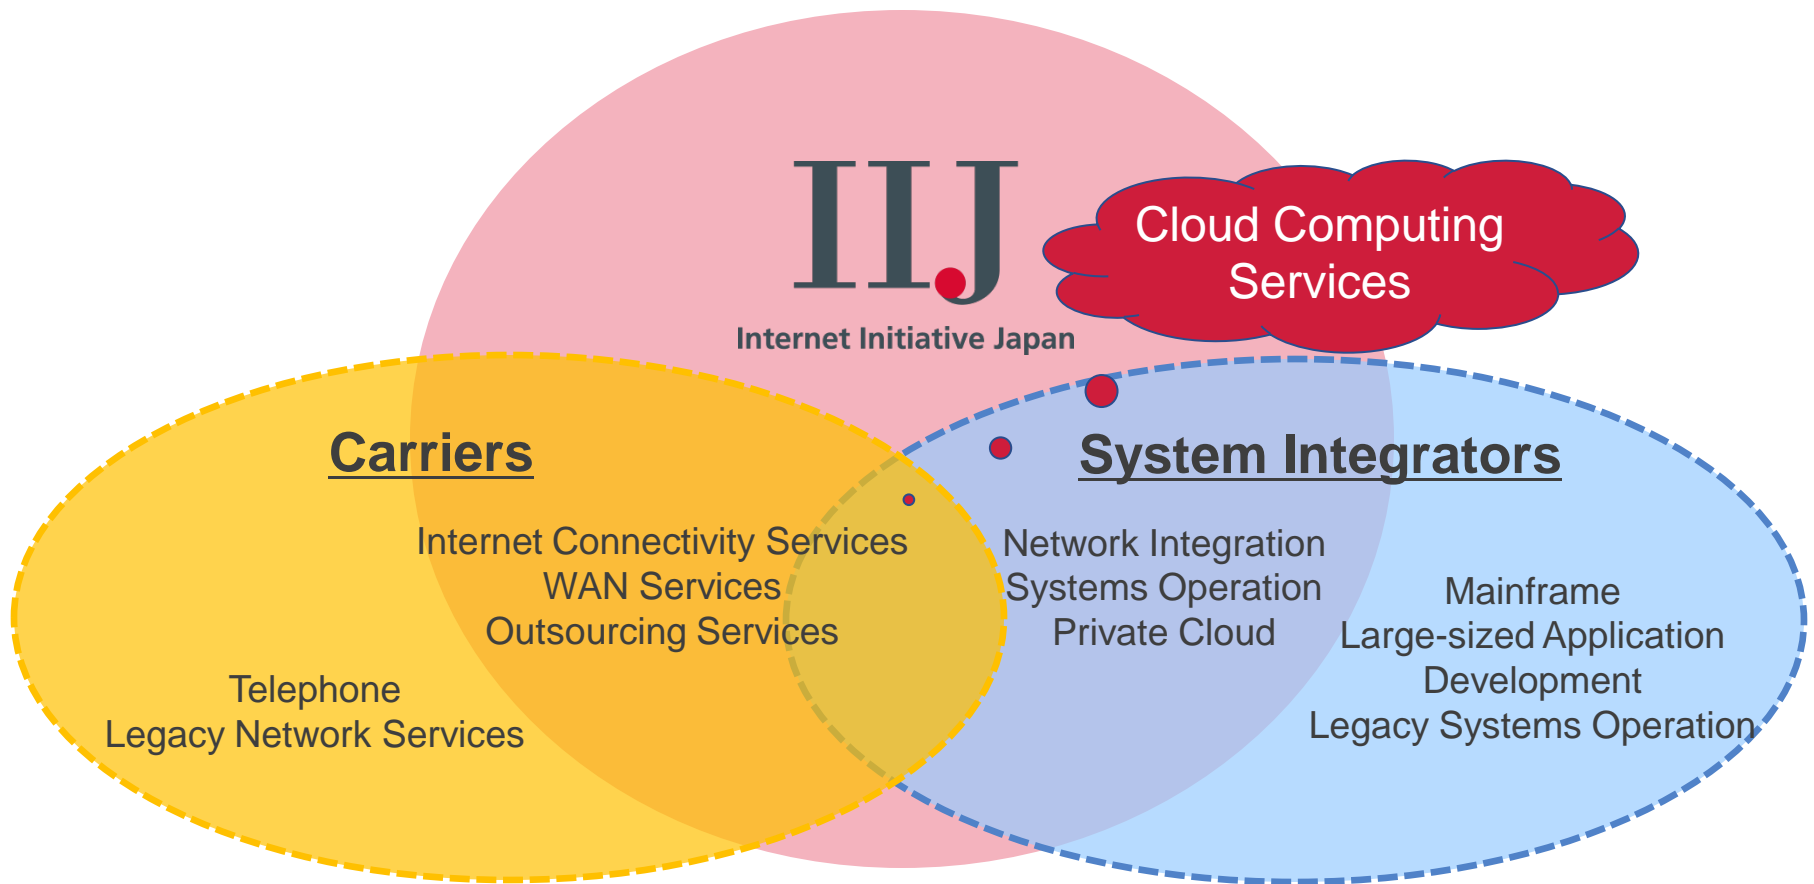 IIJ
Internet Initiative Japan
Cloud Computing
Services
Carriers
System Integrators
Internet Connectivity Services
WAN Services
Outsourcing Services
Network Integration
Systems Operation
Private Cloud
Mainframe
Large-sized Application
Development
Legacy Systems Operation
Telephone
Legacy Network Services